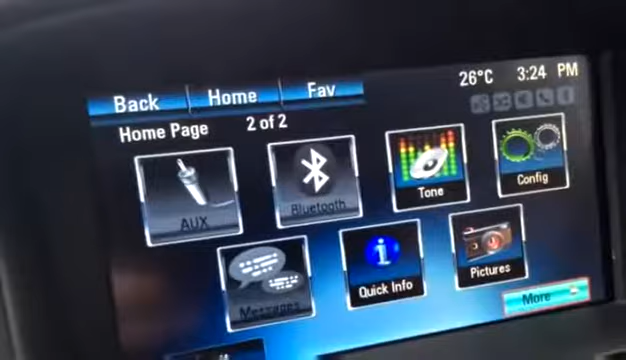 26°C 3:24 PM
Back Home Fav
Home Page 2 of 2
AUX Bluetooth Tone Config
Messages Quick Info Pictures
More